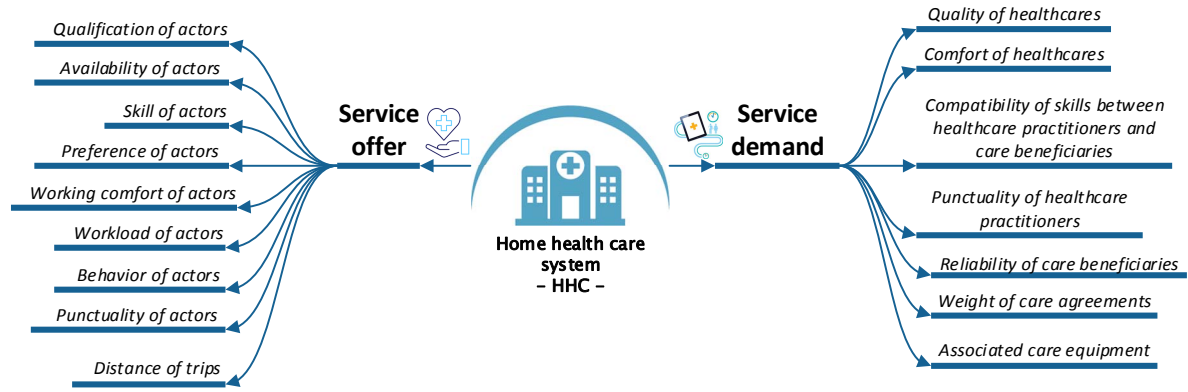 Qualification of actors
Availability of actors
Skill of actors
Preference of actors
Working comfort of actors
Workload of actors
Behavior of actors
Punctuality of actors
Distance of trips
Service
offer
Home health care
system
– HHC –
Service
demand
Quality of healthcares
Comfort of healthcares
Compatibility of skills between
healthcare practitioners and
care beneficiaries
Punctuality of healthcare
practitioners
Reliability of care beneficiaries
Weight of care agreements
Associated care equipment